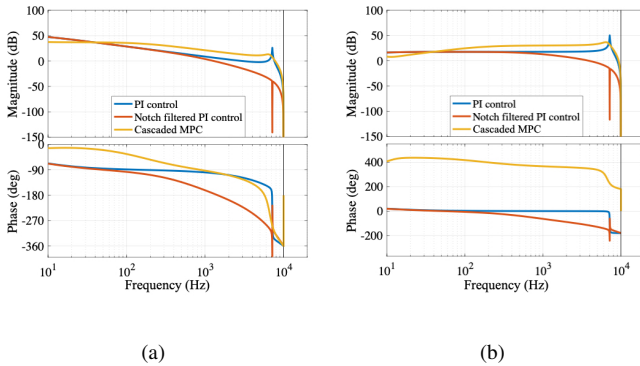 100
50
0
-50
-100
-150
Magnitude (dB)
PI control
Notch filtered PI control
Cascaded MPC
-90
-180
-270
-360
Phase (deg)
10^1
10^2
10^3
10^4
Frequency (Hz)
(a)
100
50
0
-50
-100
-150
Magnitude (dB)
PI control
Notch filtered PI control
Cascaded MPC
400
200
0
-200
Phase (deg)
10^1
10^2
10^3
10^4
Frequency (Hz)
(b)